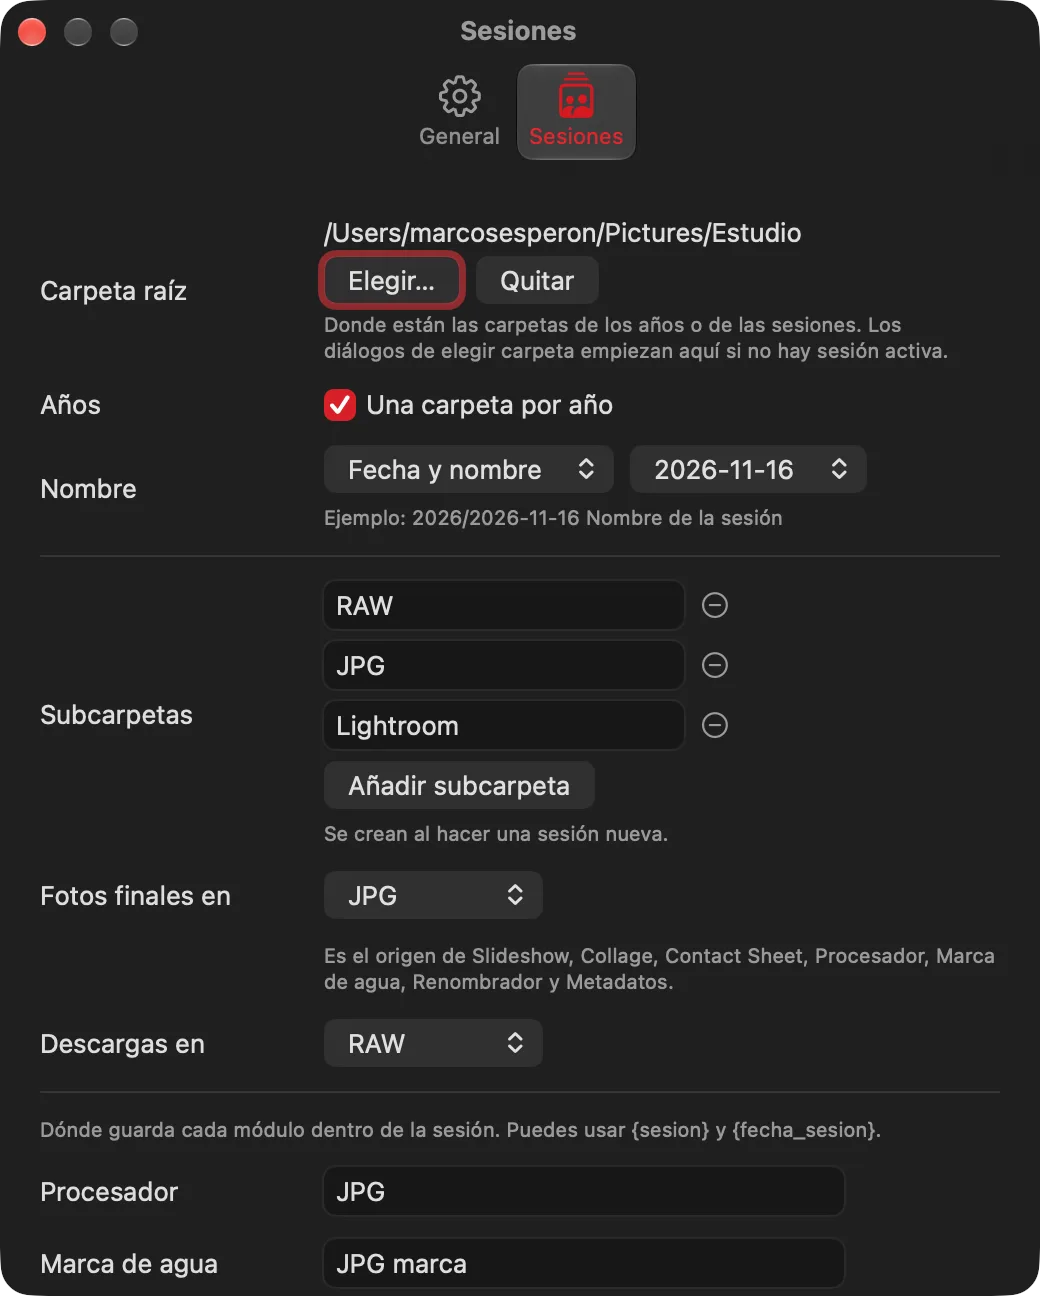 Sesiones
General
Sesiones
/Users/marcosesperon/Pictures/Estudio
Carpeta raíz
Elegir...
Quitar
Donde están las carpetas de los años o de las sesiones. Los
diálogos de elegir carpeta empiezan aquí si no hay sesión activa.
Años
Una carpeta por año
Nombre
Fecha y nombre
2026-11-16
Ejemplo: 2026/2026-11-16 Nombre de la sesión
Subcarpetas
RAW
JPG
Lightroom
Añadir subcarpeta
Se crean al hacer una sesión nueva.
Fotos finales en
JPG
Es el origen de Slideshow, Collage, Contact Sheet, Procesador, Marca
de agua, Renombrador y Metadatos.
Descargas en
RAW
Dónde guarda cada módulo dentro de la sesión. Puedes usar {sesion} y {fecha_sesion}.
Procesador
JPG
Marca de agua
JPG marca